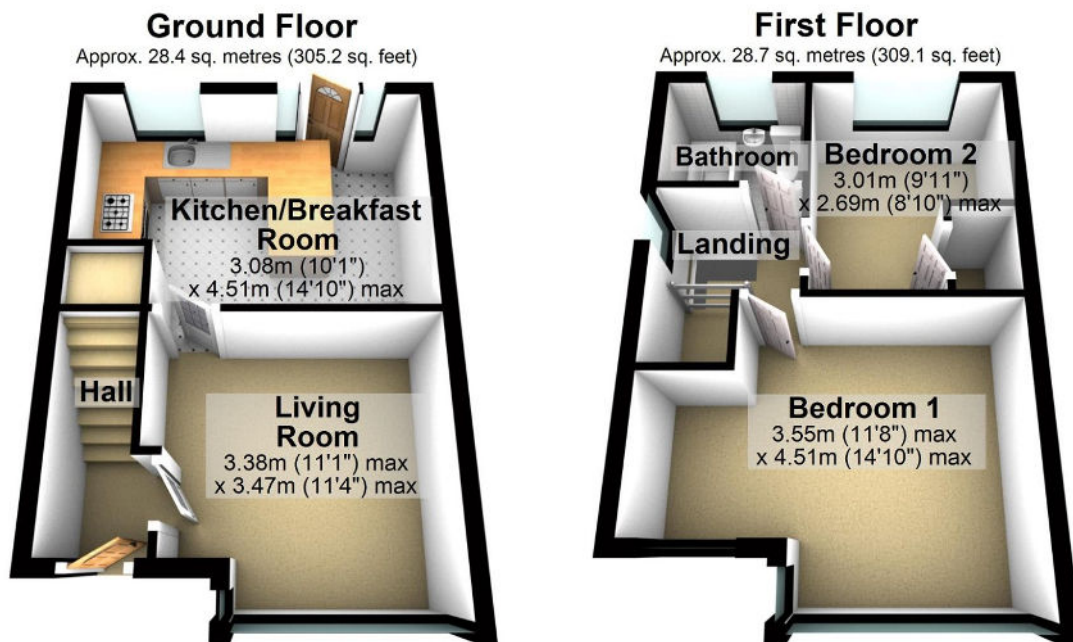 Ground Floor
Approx. 28.4 sq. metres (305.2 sq. feet)
Kitchen/Breakfast
Room
3.08m (10'1")
x 4.51m (14'10") max
Hall
Living
Room
3.38m (11'1") max
x 3.47m (11'4") max
First Floor
Approx. 28.7 sq. metres (309.1 sq. feet)
Bathroom
Bedroom 2
3.01m (9'11")
x 2.69m (8'10") max
Landing
Bedroom 1
3.55m (11'8") max
x 4.51m (14'10") max